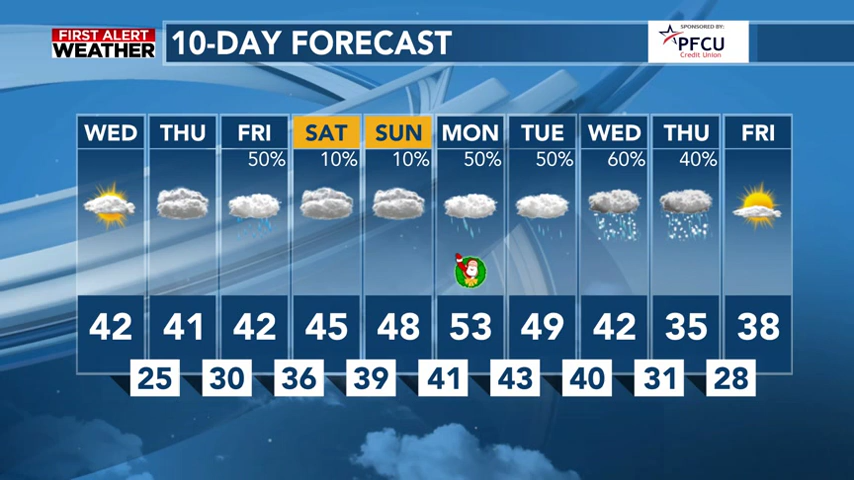 FIRST ALERT
WEATHER
10-DAY FORECAST
SPONSORED BY:
PFCU
Credit Union
WED THU FRI SAT SUN MON TUE WED THU FRI
50% 10% 10% 50% 50% 60% 40%
42 41 42 45 48 53 49 42 35 38
25 30 36 39 41 43 40 31 28